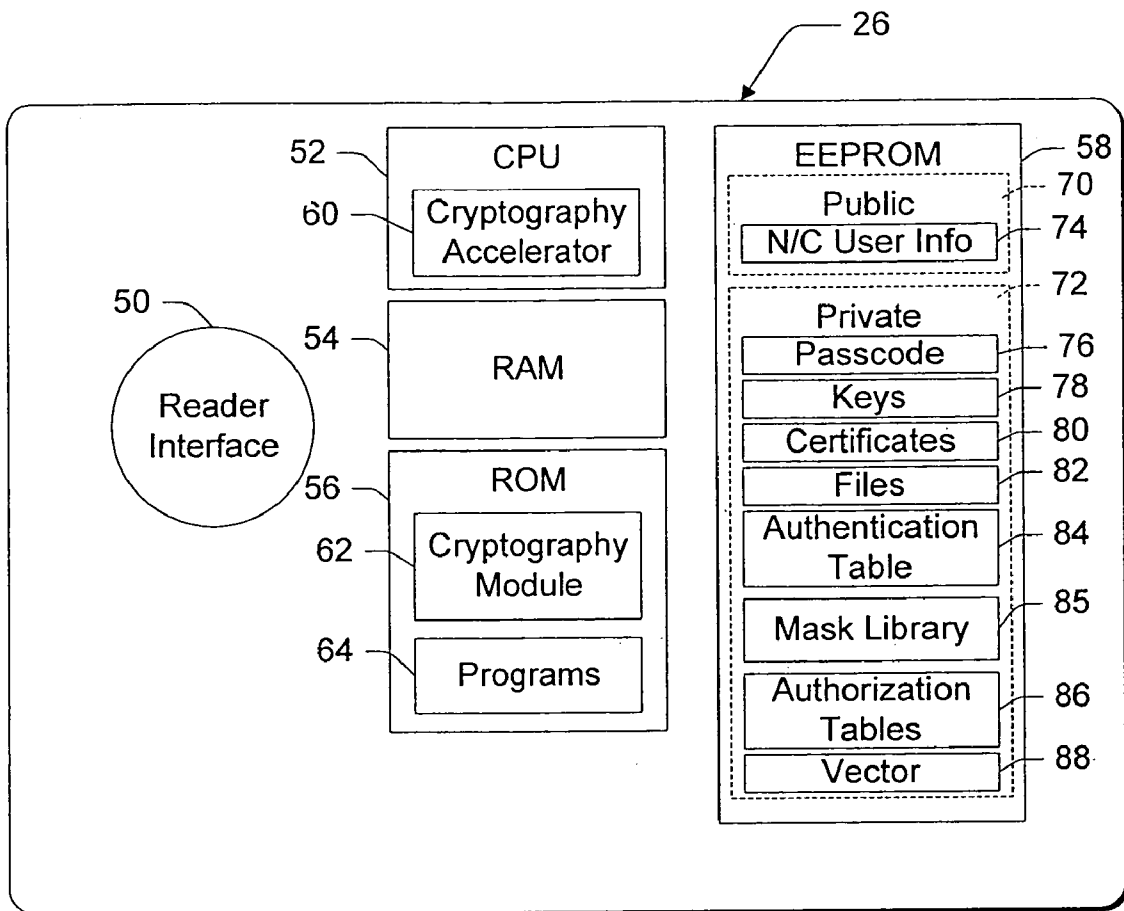 26
50
Reader
Interface
52
CPU
60
Cryptography
Accelerator
54
RAM
56
ROM
62
Cryptography
Module
64
Programs
EEPROM
58
70
Public
N/C User Info
74
72
Private
Passcode
76
Keys
78
Certificates
80
Files
82
Authentication
Table
84
Mask Library
85
Authorization
Tables
86
Vector
88